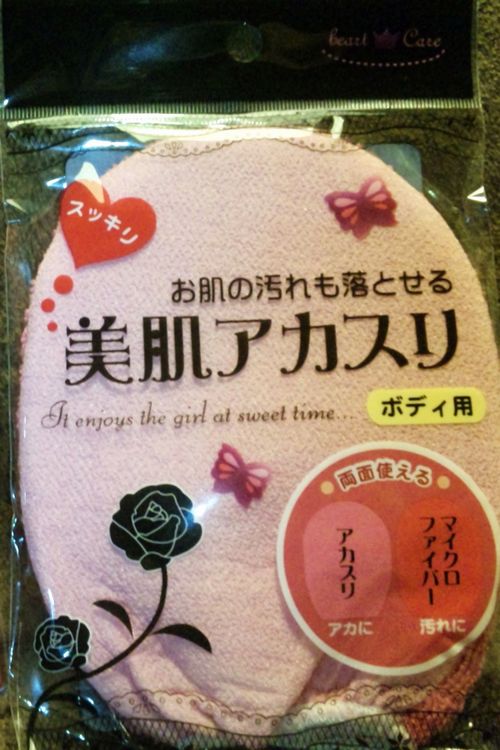 beart Care
スッキリ
お肌の汚れも落とせる
美肌アカスリ
It enjoys the girl at sweet time...
ボディ用
両面使える
アカスリ
アカに
マイクロ
ファイバー
汚れに